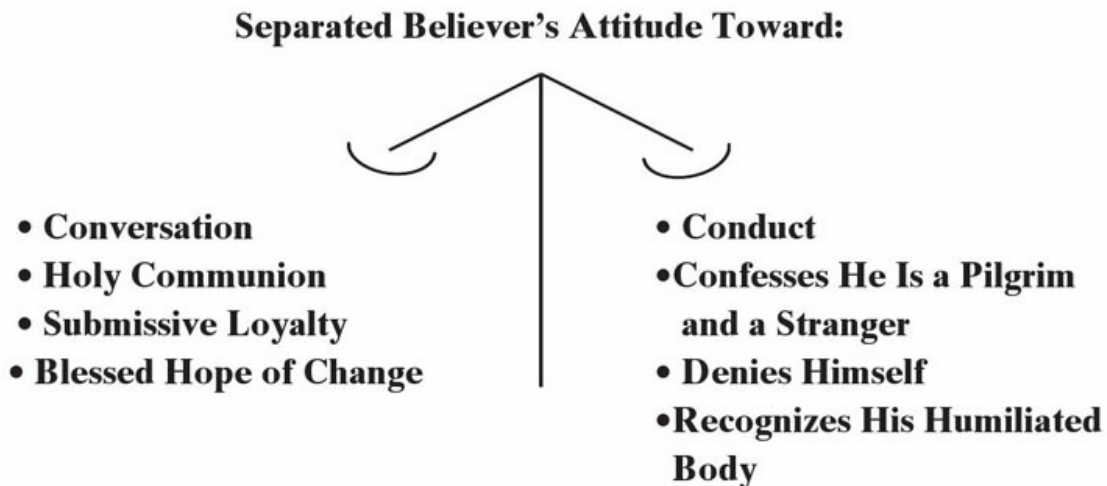 Separated Believer's Attitude Toward:
• Conversation
• Holy Communion
• Submissive Loyalty
• Blessed Hope of Change
• Conduct
•Confesses He Is a Pilgrim
and a Stranger
• Denies Himself
•Recognizes His Humiliated
Body